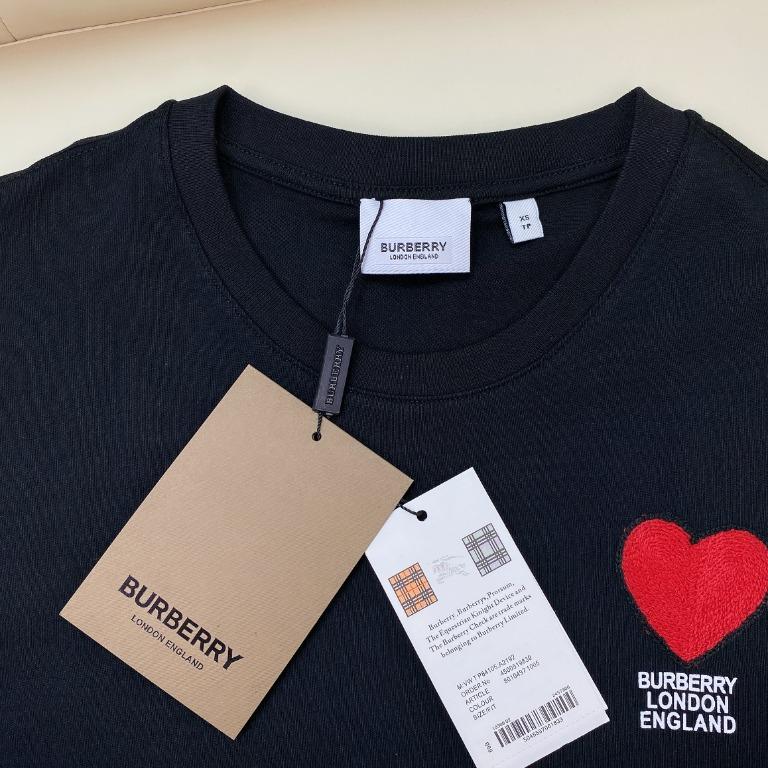 BURBERRY
LONDON ENGLAND
XS
TP
BURBERRY
BURBERRY
LONDON ENGLAND
Burberry, Burberrys, Prorsum,
The Equestrian Knight Device and
The Burberry Check are trade marks
belonging to Burberry Limited.
ORDER No
ARTICLE
COLOUR
SIZE/FIT
BURBERRY
LONDON
ENGLAND